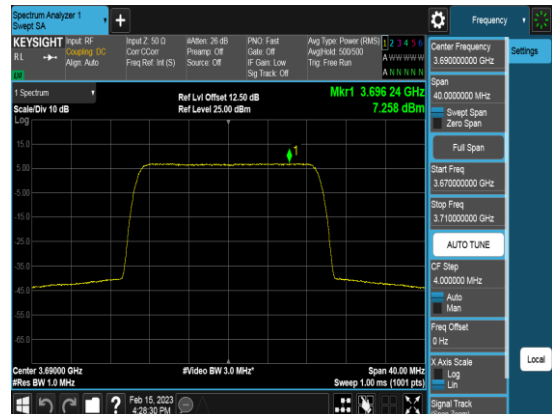 Spectrum Analyzer 1
Swept SA
+
Frequency
KEYSIGHT
RL
Input: RF
Coupling: DC
Align: Auto
Input Z: 50 Ω
Corr CCorr
Freq Ref: Int (S)
#Atten: 26 dB
Preamp: Off
Source: Off
PNO: Fast
Gate: Off
IF Gain: Low
Sig Track: Off
Avg Type: Power (RMS)
Avg|Hold: 500/500
Trig: Free Run
1 2 3 4 5 6
A W W W W W
A N N N N N
1 Spectrum
Scale/Div 10 dB
Log
Ref Lvl Offset 12.50 dB
Ref Level 25.00 dBm
Mkr1 3.696 24 GHz
7.258 dBm
15.0
5.00
-5.00
-15.0
-25.0
-35.0
-45.0
-55.0
-65.0
1
Center 3.69000 GHz
#Res BW 1.0 MHz
#Video BW 3.0 MHz*
Span 40.00 MHz
Sweep 1.00 ms (1001 pts)
Center Frequency
3.690000000 GHz
Settings
Span
40.0000000 MHz
Swept Span
Zero Span
Full Span
Start Freq
3.670000000 GHz
Stop Freq
3.710000000 GHz
AUTO TUNE
CF Step
4.000000 MHz
Auto
Man
Freq Offset
0 Hz
X Axis Scale
Log
Lin
Local
Signal Track
(Span Zoom)
?
Feb 15, 2023
4:28:30 PM